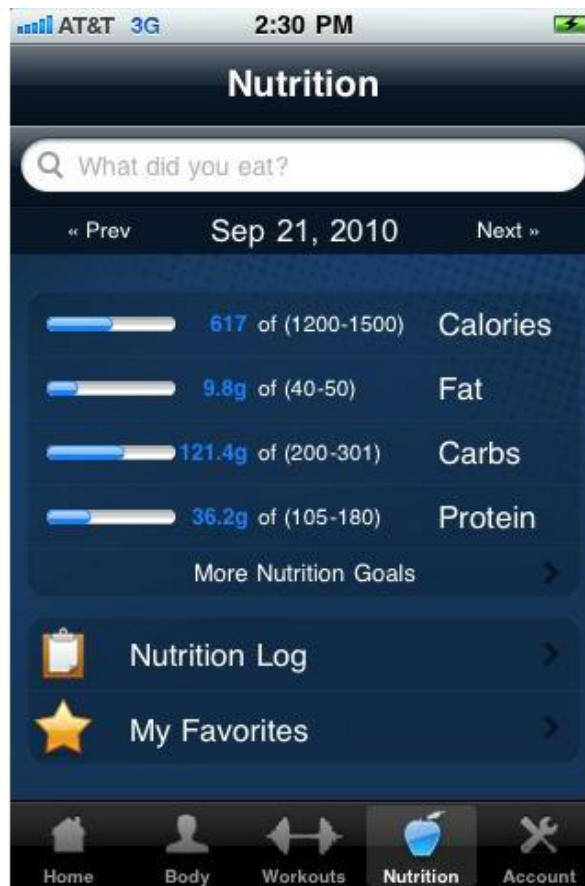 AT&T 3G 2:30 PM
Nutrition
What did you eat?
« Prev Sep 21, 2010 Next »
617 of (1200-1500) Calories
9.8g of (40-50) Fat
121.4g of (200-301) Carbs
36.2g of (105-180) Protein
More Nutrition Goals
Nutrition Log
My Favorites
Home Body Workouts Nutrition Account